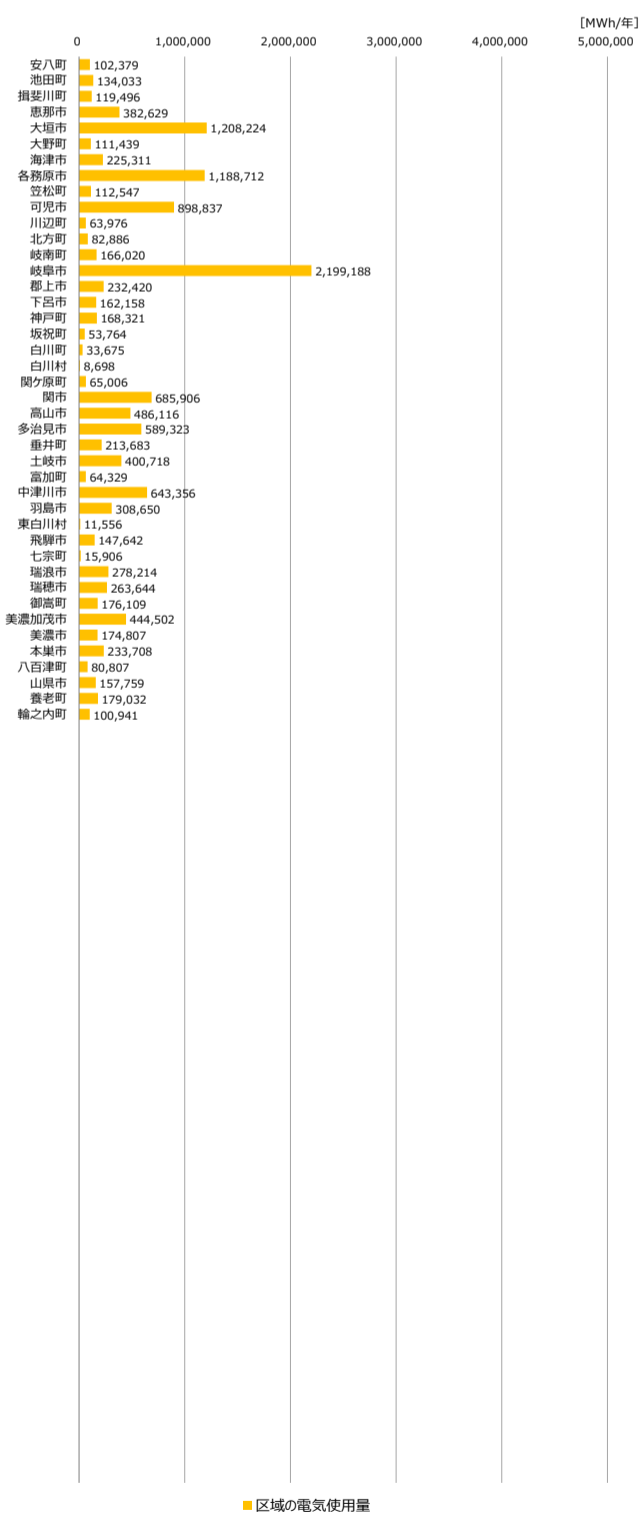 [MWh/年]
0 1,000,000 2,000,000 3,000,000 4,000,000 5,000,000
安八町 102,379
池田町 134,033
揖斐川町 119,496
恵那市 382,629
大垣市 1,208,224
大野町 111,439
海津市 225,311
各務原市 1,188,712
笠松町 112,547
可児市 898,837
川辺町 63,976
北方町 82,886
岐南町 166,020
岐阜市 2,199,188
郡上市 232,420
下呂市 162,158
神戸町 168,321
坂祝町 53,764
白川町 33,675
白川村 8,698
関ケ原町 65,006
関市 685,906
高山市 486,116
多治見市 589,323
垂井町 213,683
土岐市 400,718
富加町 64,329
中津川市 643,356
羽島市 308,650
東白川村 11,556
飛騨市 147,642
七宗町 15,906
瑞浪市 278,214
瑞穂市 263,644
御嵩町 176,109
美濃加茂市 444,502
美濃市 174,807
本巣市 233,708
八百津町 80,807
山県市 157,759
養老町 179,032
輪之内町 100,941
区域の電気使用量